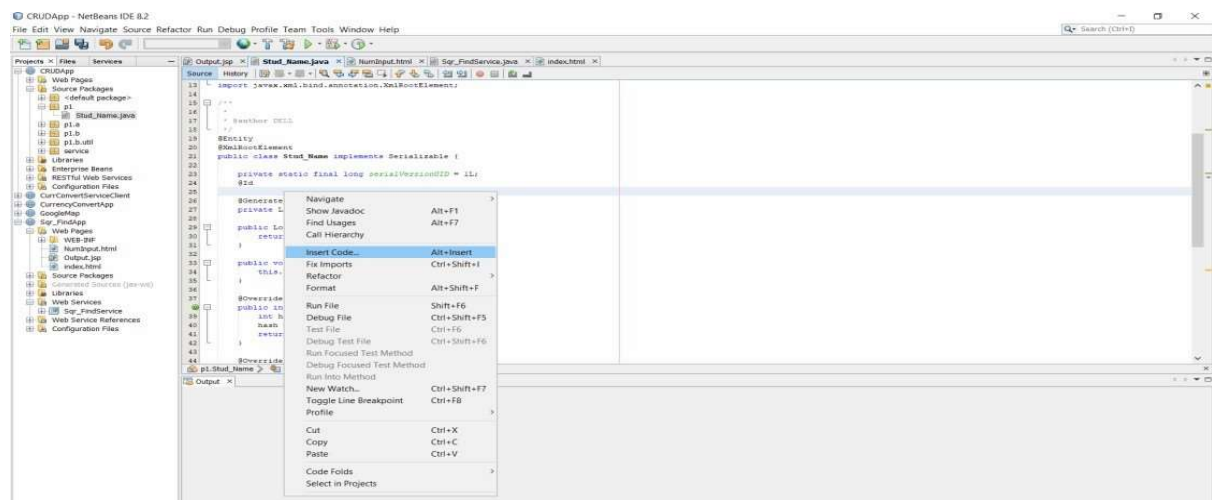 CRUDApp - NetBeans IDE 8.2
File Edit View Navigate Source Refactor Run Debug Profile Team Tools Window Help
Search (Ctrl+I)
Projects Files Services
CRUDApp
Web Pages
Source Packages
<default package>
p1
Stud_Name.java
p1.a
p1.b
p1.b.util
service
Libraries
Enterprise Beans
RESTful Web Services
Configuration Files
CurrConvertServiceClient
CurrencyConvertApp
GoogleMap
Sqr_FindApp
Web Pages
WEB-INF
NumInput.html
Output.jsp
index.html
Source Packages
Generated Sources (jax-ws)
Libraries
Web Services
Sqr_FindService
Web Service References
Configuration Files
Output.jsp Stud_Name.java NumInput.html Sqr_FindService.java index.html
Source History
13 import javax.xml.bind.annotation.XmlRootElement;
14
15 /**
16 *
17 * @author DELL
18 */
19 @Entity
20 @XmlRootElement
21 public class Stud_Name implements Serializable {
22
23 private static final long serialVersionUID = 1L;
24 @Id
25
26 @Generate
27 private L
28
29 public Lo
30 retur
31 }
32
33 public vo
34 this.
35 }
36
37 @Override
public in
39 int h
40 hash
41 retur
42 }
43
44 @Override
p1.Stud_Name
Output
Navigate
Show Javadoc Alt+F1
Find Usages Alt+F7
Call Hierarchy
Insert Code... Alt+Insert
Fix Imports Ctrl+Shift+I
Refactor
Format Alt+Shift+F
Run File Shift+F6
Debug File Ctrl+Shift+F5
Test File Ctrl+F6
Debug Test File Ctrl+Shift+F6
Run Focused Test Method
Debug Focused Test Method
Run Into Method
New Watch... Ctrl+Shift+F7
Toggle Line Breakpoint Ctrl+F8
Profile
Cut Ctrl+X
Copy Ctrl+C
Paste Ctrl+V
Code Folds
Select in Projects